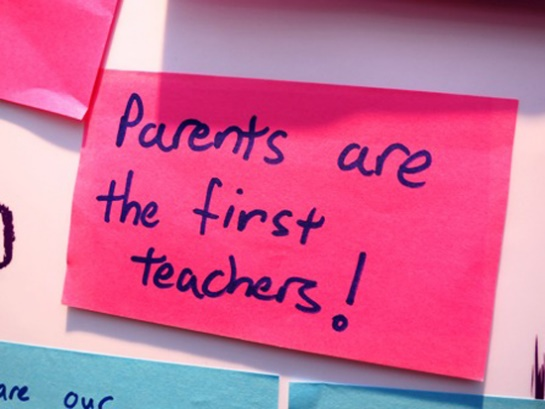 Parents are
the first
teachers!
are our